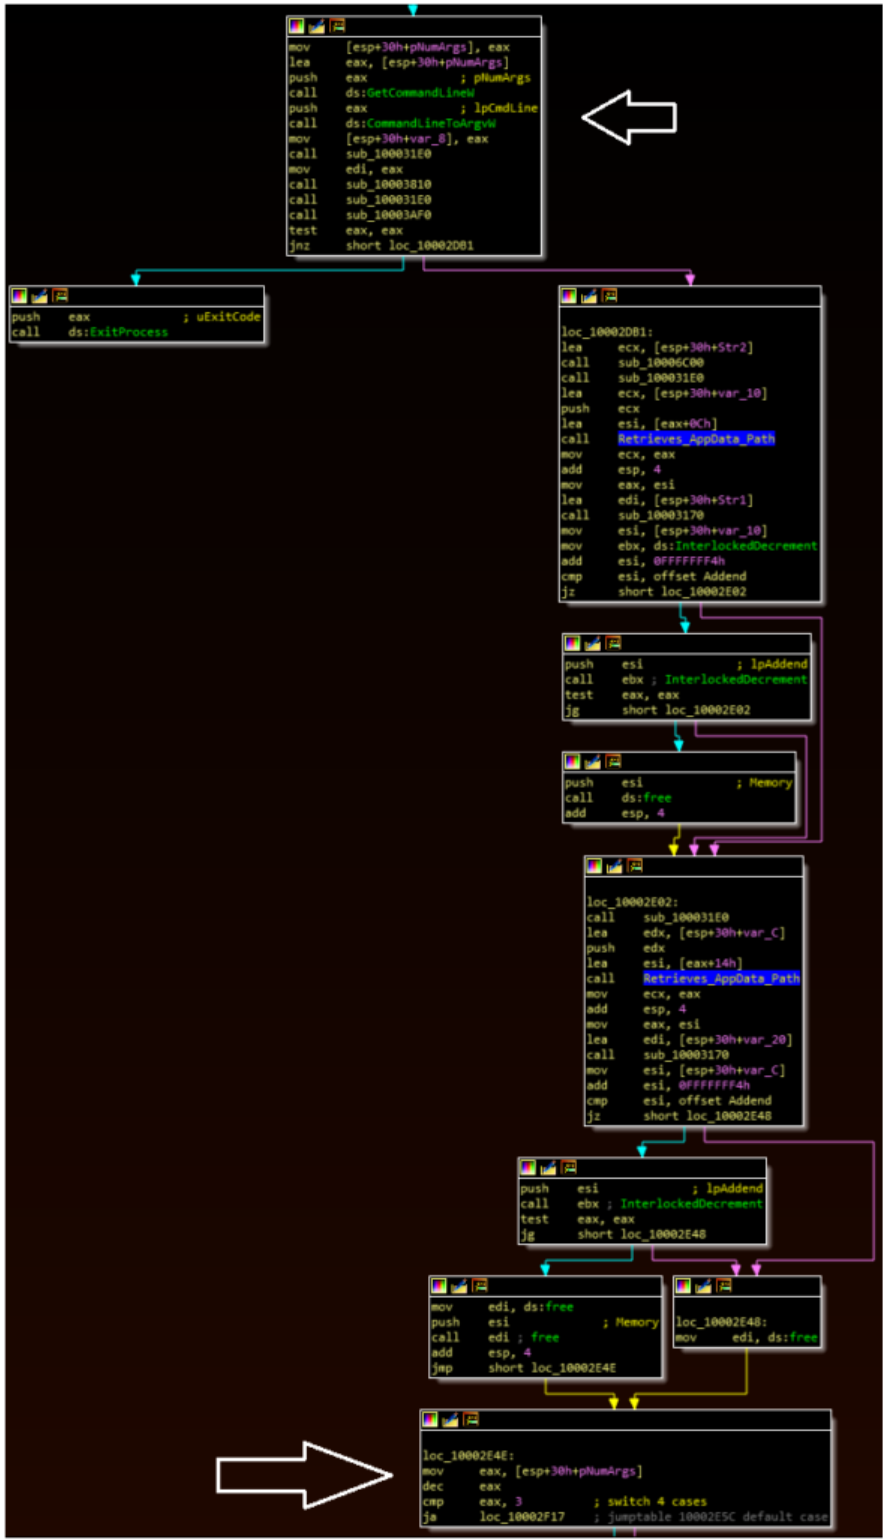 mov [esp+30h+pNumArgs], eax
lea eax, [esp+30h+pNumArgs]
push eax ; pNumArgs
call ds:GetCommandLineW
push eax ; lpCmdLine
call ds:CommandLineToArgvW
mov [esp+30h+var_8], eax
call sub_100031E0
mov edi, eax
call sub_10003810
call sub_100031E0
call sub_10003AF0
test eax, eax
jnz short loc_10002DB1
push eax ; uExitCode
call ds:ExitProcess
loc_10002DB1:
lea ecx, [esp+30h+Str2]
call sub_10006C00
call sub_100031E0
lea ecx, [esp+30h+var_10]
push ecx
lea esi, [eax+0Ch]
call Retrieves_AppData_Path
mov ecx, eax
add esp, 4
mov eax, esi
lea edi, [esp+30h+Str1]
call sub_10003170
mov esi, [esp+30h+var_10]
mov ebx, ds:InterlockedDecrement
add esi, 0FFFFFFF4h
cmp esi, offset Addend
jz short loc_10002E02
push esi ; lpAddend
call ebx ; InterlockedDecrement
test eax, eax
jg short loc_10002E02
push esi ; Memory
call ds:free
add esp, 4
loc_10002E02:
call sub_100031E0
lea edx, [esp+30h+var_C]
push edx
lea esi, [eax+14h]
call Retrieves_AppData_Path
mov ecx, eax
add esp, 4
mov eax, esi
lea edi, [esp+30h+var_20]
call sub_10003170
mov esi, [esp+30h+var_C]
add esi, 0FFFFFFF4h
cmp esi, offset Addend
jz short loc_10002E48
push esi ; lpAddend
call ebx ; InterlockedDecrement
test eax, eax
jg short loc_10002E48
mov edi, ds:free
push esi ; Memory
call edi ; free
add esp, 4
jmp short loc_10002E4E
loc_10002E48:
mov edi, ds:free
loc_10002E4E:
mov eax, [esp+30h+pNumArgs]
dec eax
cmp eax, 3 ; switch 4 cases
ja loc_10002F17 ; jumptable 10002E5C default case